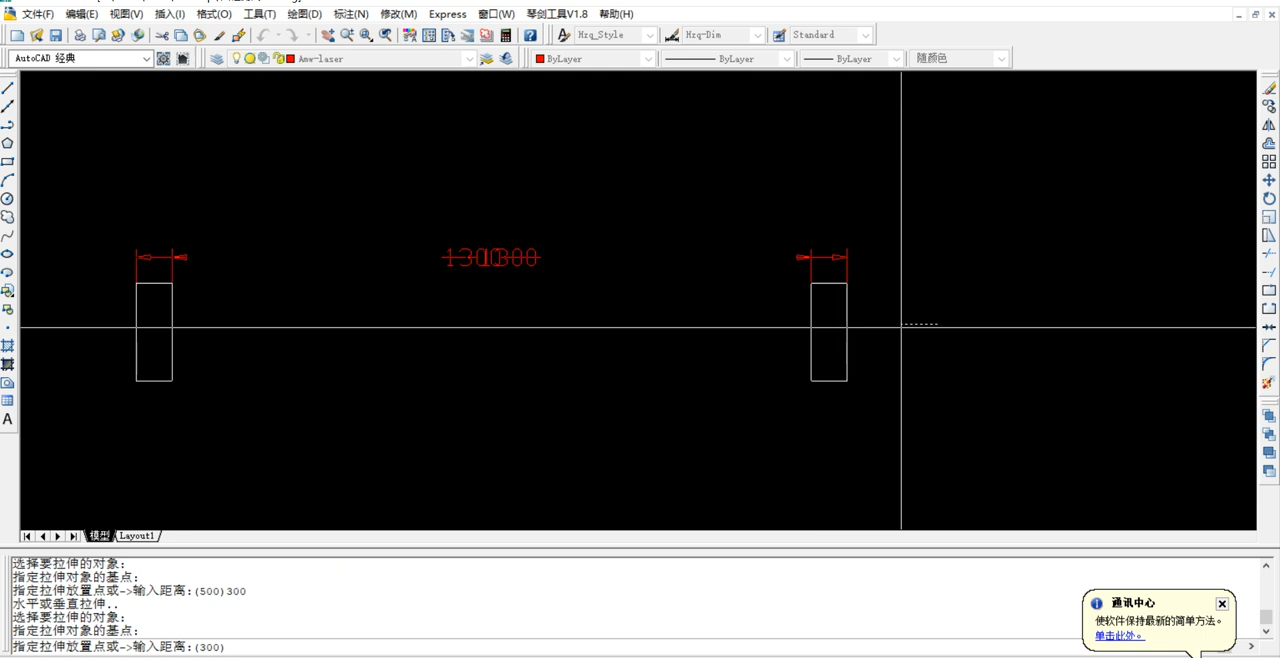 文件(F) 编辑(E) 视图(V) 插入(I) 格式(O) 工具(T) 绘图(D) 标注(N) 修改(M) Express 窗口(W) 琴剑工具V1.8 帮助(H)
Hzq_Style Hzq-Dim Standard
AutoCAD 经典 Amw-laser ByLayer ByLayer ByLayer 随颜色
A
模型 Layout1
选择要拉伸的对象:
指定拉伸对象的基点:
指定拉伸放置点或->输入距离:(500)300
水平或垂直拉伸..
选择要拉伸的对象:
指定拉伸对象的基点:
指定拉伸放置点或->输入距离:(300)
通讯中心
使软件保持最新的简单方法。
单击此处。